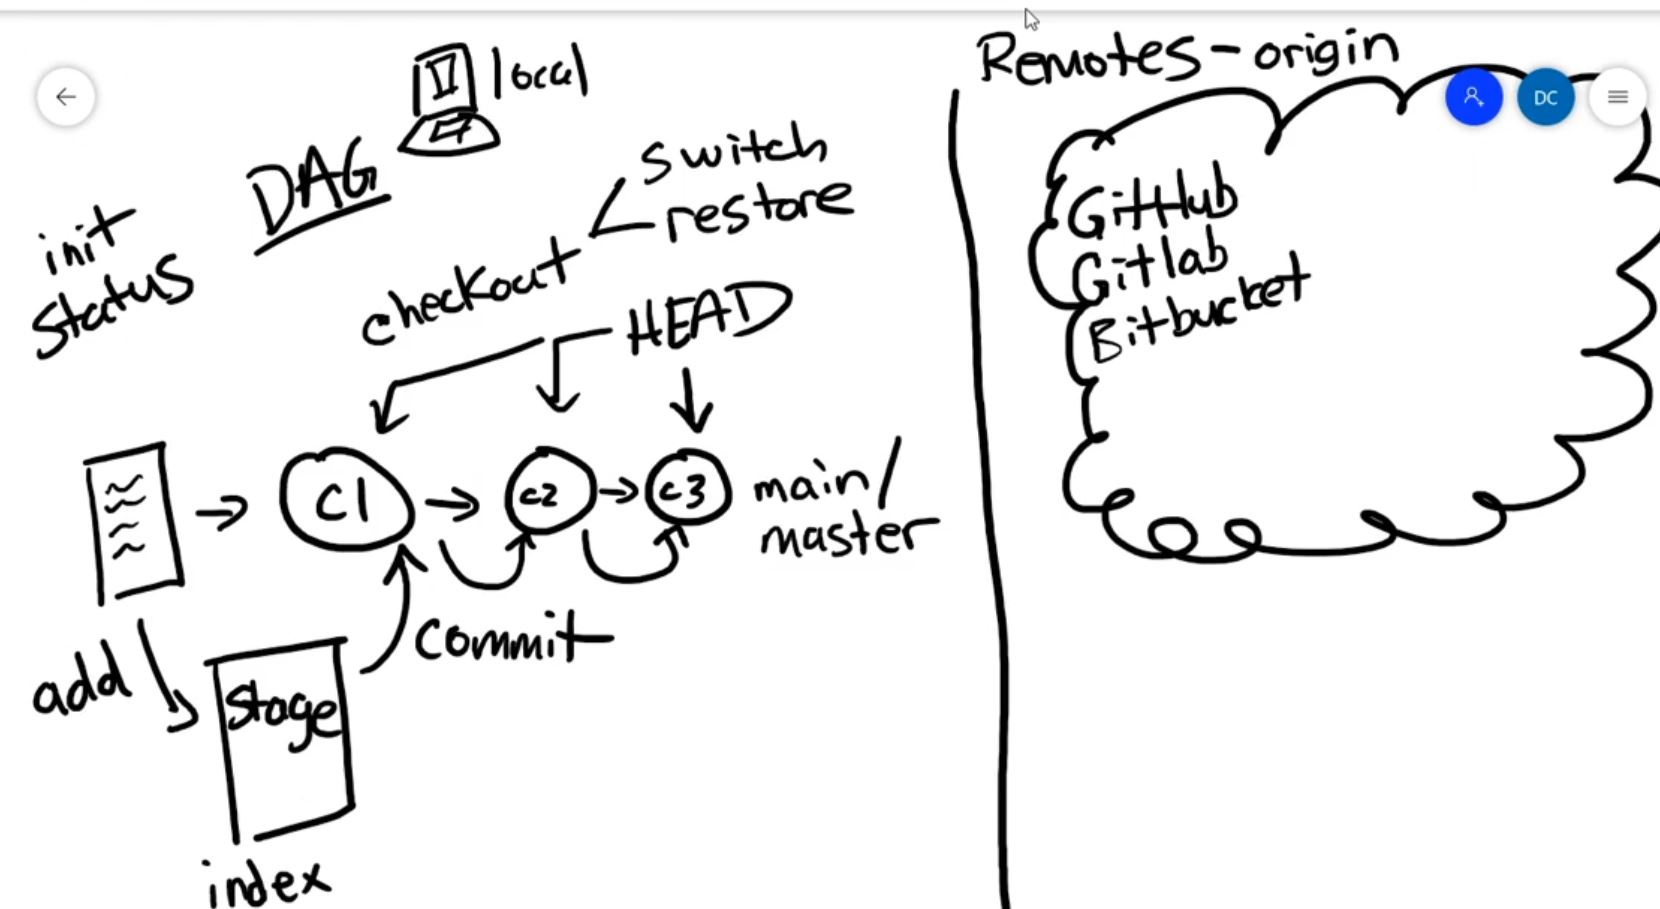 local
Remotes - origin
DAG
switch
restore
init
status
checkout
HEAD
GitHub
Gitlab
Bitbucket
DC
c1
c2
c3
main/
master
commit
add
stage
index